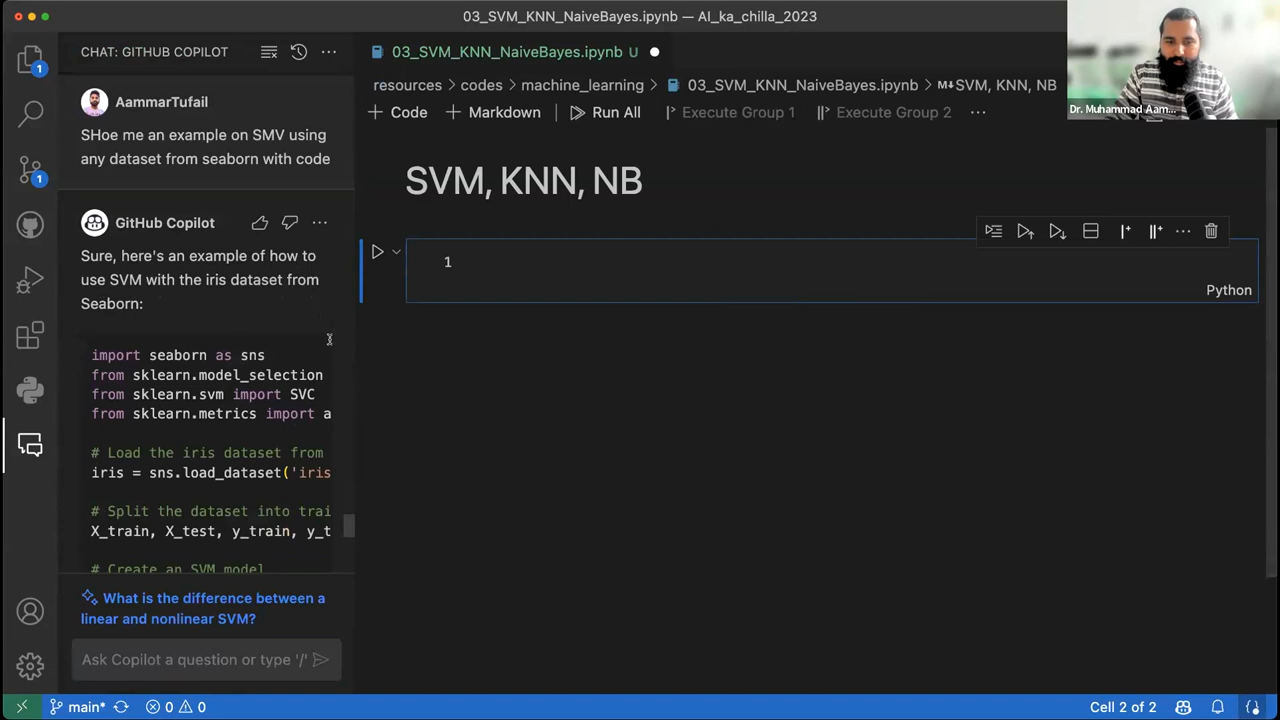 03_SVM_KNN_NaiveBayes.ipynb — AI_ka_chilla_2023
CHAT: GITHUB COPILOT
AammarTufail
SHoe me an example on SMV using
any dataset from seaborn with code
GitHub Copilot
Sure, here's an example of how to
use SVM with the iris dataset from
Seaborn:
import seaborn as sns
from sklearn.model_selection
from sklearn.svm import SVC
from sklearn.metrics import a
# Load the iris dataset from
iris = sns.load_dataset('iris
# Split the dataset into trai
X_train, X_test, y_train, y_t
# Create an SVM model
What is the difference between a
linear and nonlinear SVM?
Ask Copilot a question or type '/'
03_SVM_KNN_NaiveBayes.ipynb U
resources > codes > machine_learning > 03_SVM_KNN_NaiveBayes.ipynb > M↓SVM, KNN, NB
+ Code + Markdown Run All Execute Group 1 Execute Group 2 ...
SVM, KNN, NB
1
Python
Dr. Muhammad Aam...
1
1
main* 0 0
Cell 2 of 2